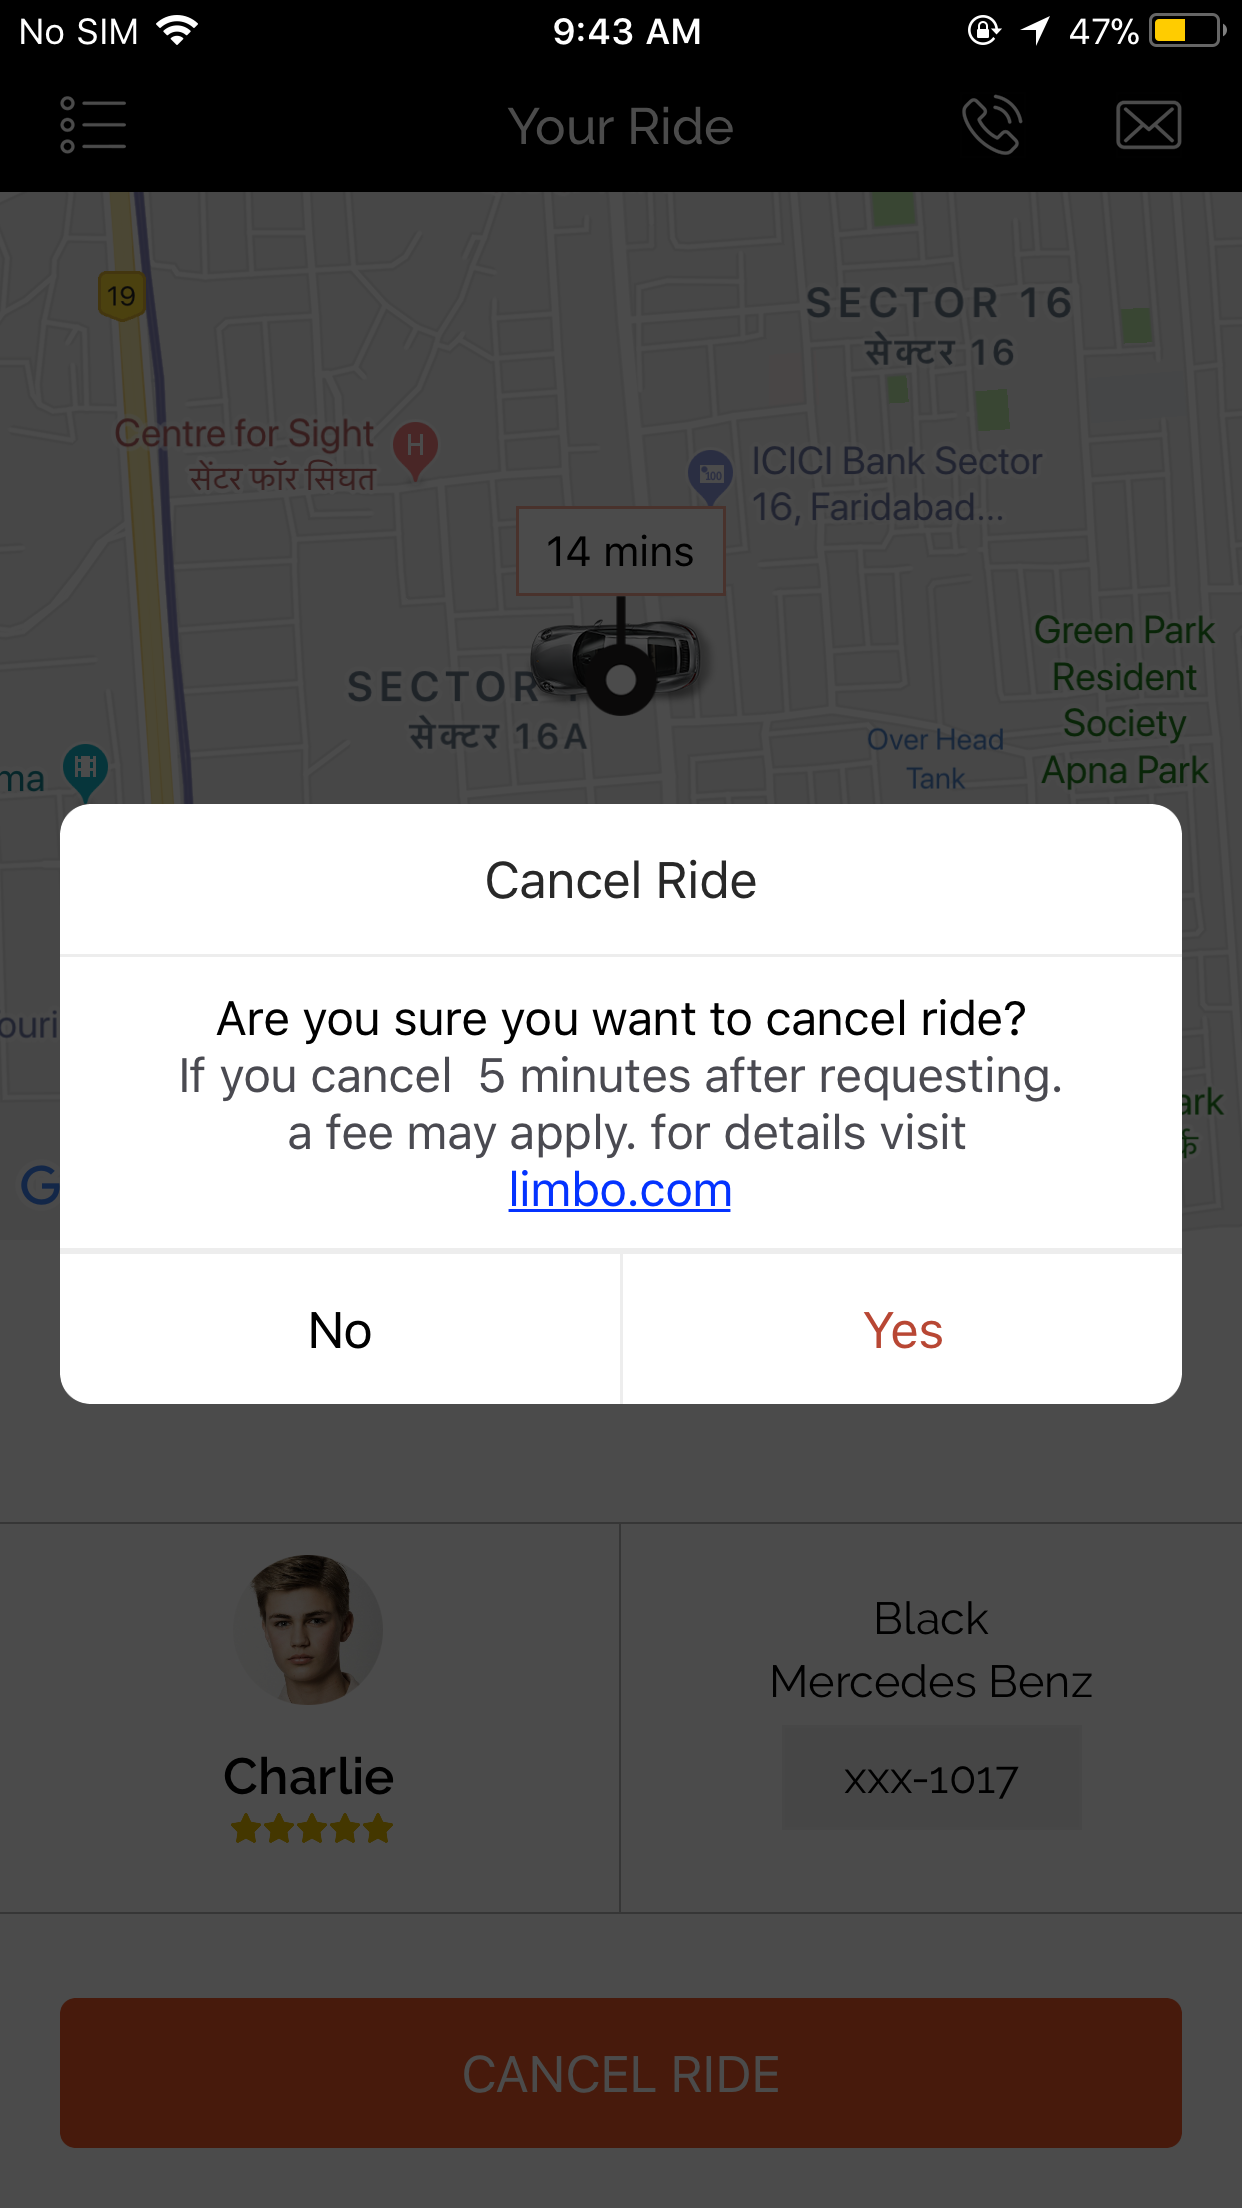 No SIM
9:43 AM
47%
Your Ride
19
SECTOR 16
सेक्टर 16
Centre for Sight
सेंटर फॉर सिघत
H
100
ICICI Bank Sector
16, Faridabad...
14 mins
SECTOR
सेक्टर 16A
Green Park
Resident
Society
Apna Park
Over Head
Tank
ma
Cancel Ride
Are you sure you want to cancel ride?
If you cancel  5 minutes after requesting.
a fee may apply. for details visit
limbo.com
ouri
ark
G
No
Yes
Charlie
Black
Mercedes Benz
xxx-1017
CANCEL RIDE